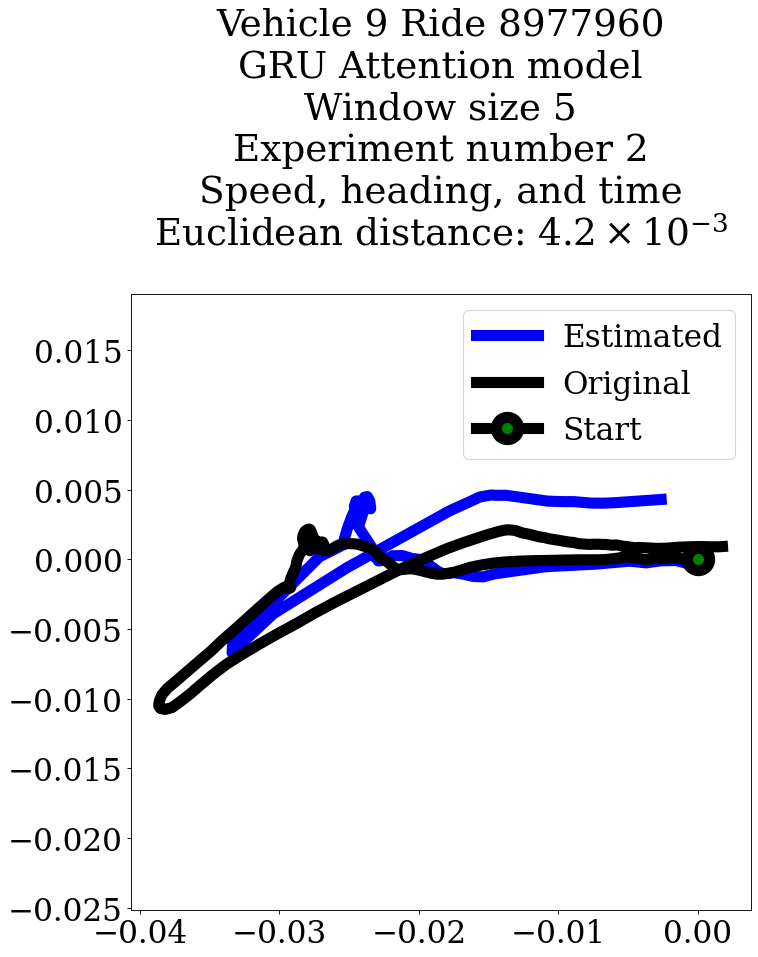 Vehicle 9 Ride 8977960
GRU Attention model
Window size 5
Experiment number 2
Speed, heading, and time
Euclidean distance: 4.2 × 10⁻³
Estimated
Original
Start
0.015
0.010
0.005
0.000
−0.005
−0.010
−0.015
−0.020
−0.025
−0.04 −0.03 −0.02 −0.01 0.00